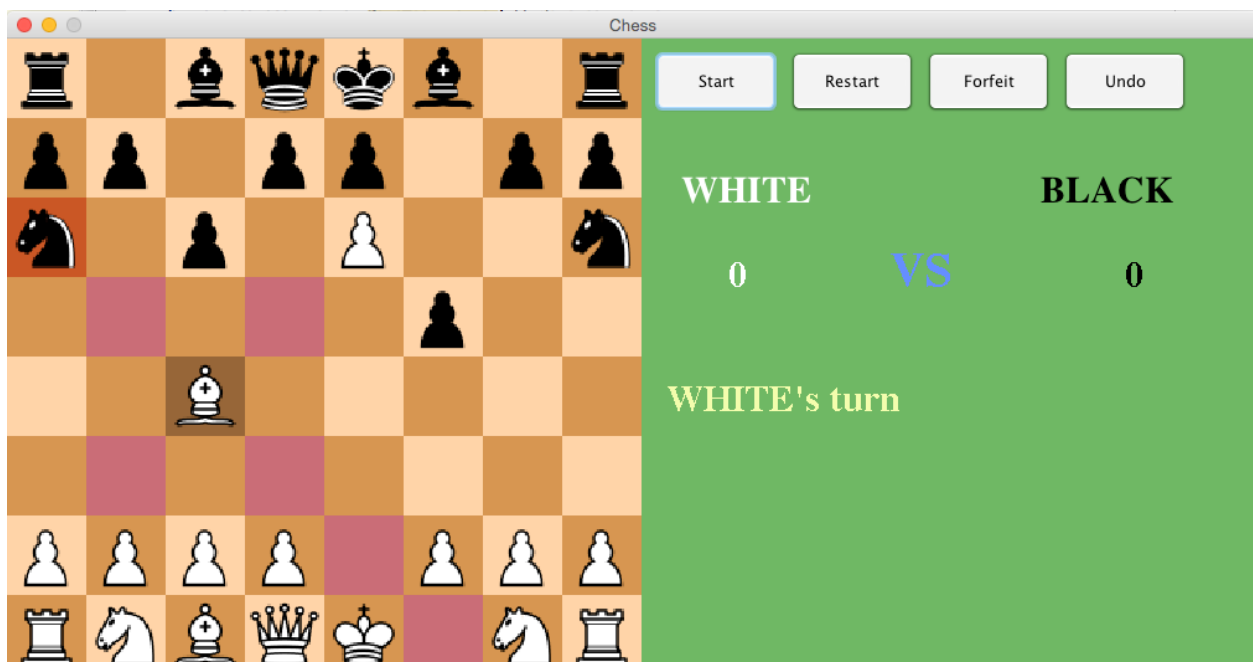 Chess
Start Restart Forfeit Undo
WHITE BLACK
0 VS 0
WHITE's turn